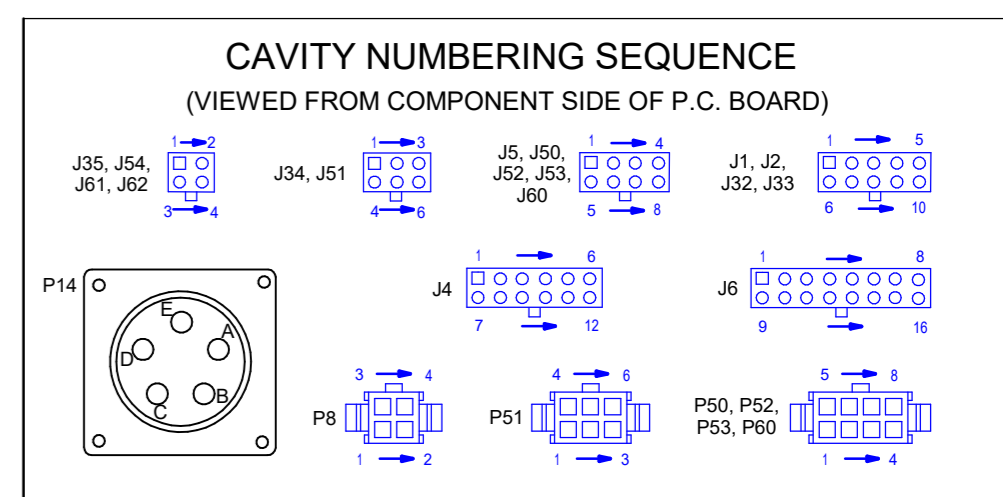 CAVITY NUMBERING SEQUENCE
(VIEWED FROM COMPONENT SIDE OF P.C. BOARD)
1 2
J35, J54,
J61, J62
3 4
1 3
J34, J51
4 6
1 4
J5, J50,
J52, J53,
J60
5 8
1 5
J1, J2,
J32, J33
6 10
P14
E
A
D
B
C
1 6
J4
7 12
1 8
J6
9 16
3 4
P8
1 2
4 6
P51
1 3
5 8
P50, P52,
P53, P60
1 4